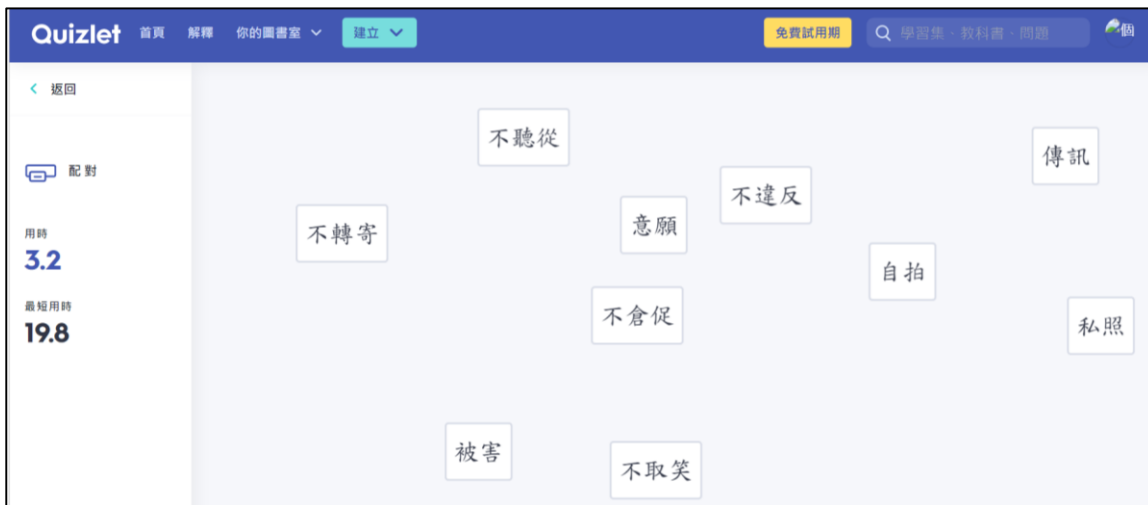 Quizlet 首頁 解釋 你的圖書室 建立 免費試用期 學習集、教科書、問題 個
返回
配對
用時
3.2
最短用時
19.8
不聽從
傳訊
不違反
不轉寄
意願
自拍
不倉促
私照
被害
不取笑